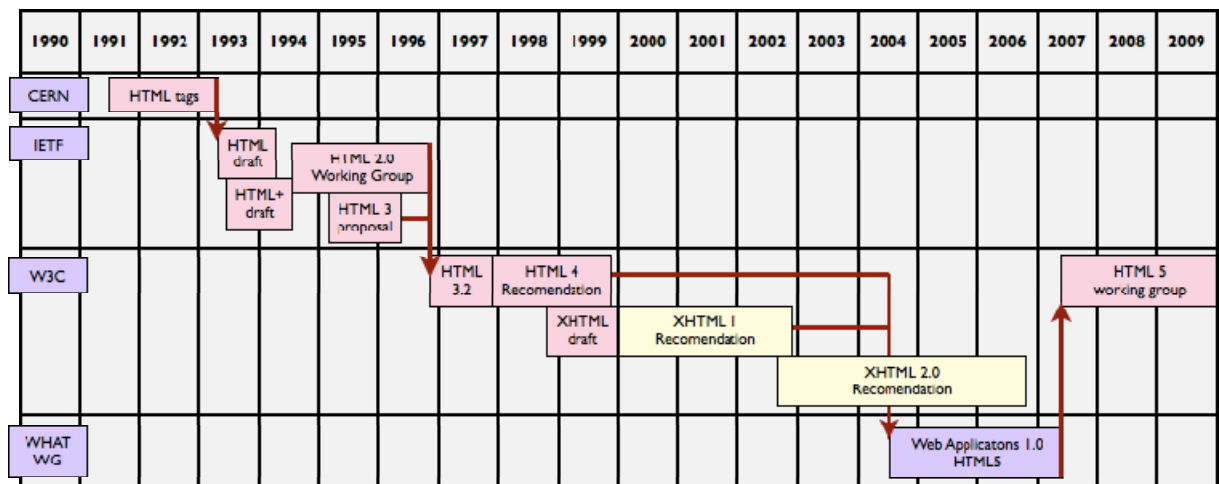 1990 1991 1992 1993 1994 1995 1996 1997 1998 1999 2000 2001 2002 2003 2004 2005 2006 2007 2008 2009
CERN
HTML tags
IETF
HTML
draft
HTML 2.0
Working Group
HTML+
draft
HTML 3
proposal
W3C
HTML
3.2
HTML 4
Recomendation
HTML 5
working group
XHTML
draft
XHTML 1
Recomendation
XHTML 2.0
Recomendation
WHAT
WG
Web Applicatons 1.0
HTML5